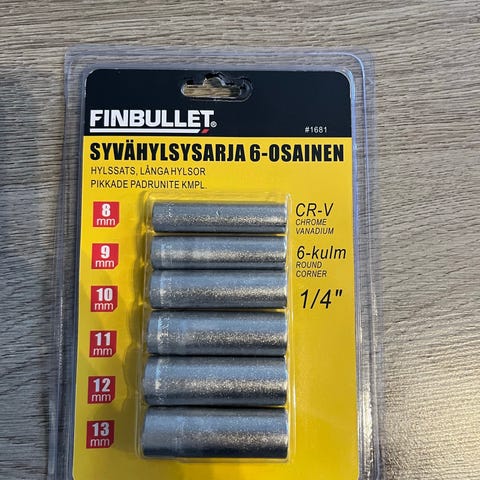 FINBULLET®
#1681
SYVÄHYLSYSARJA 6-OSAINEN
HYLSSATS, LÅNGA HYLSOR
PIKKADE PADRUNITE KMPL.
8 mm
9 mm
10 mm
11 mm
12 mm
13 mm
CR-V
CHROME
VANADIUM
6-kulm
ROUND
CORNER
1/4"